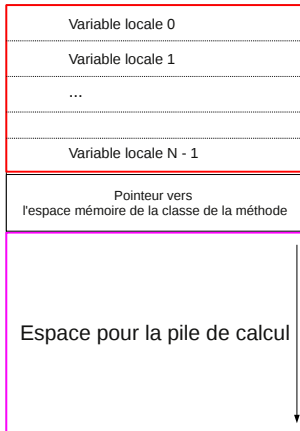 Variable locale 0
Variable locale 1
...
Variable locale N - 1
Pointeur vers
l'espace mémoire de la classe de la méthode
Espace pour la pile de calcul